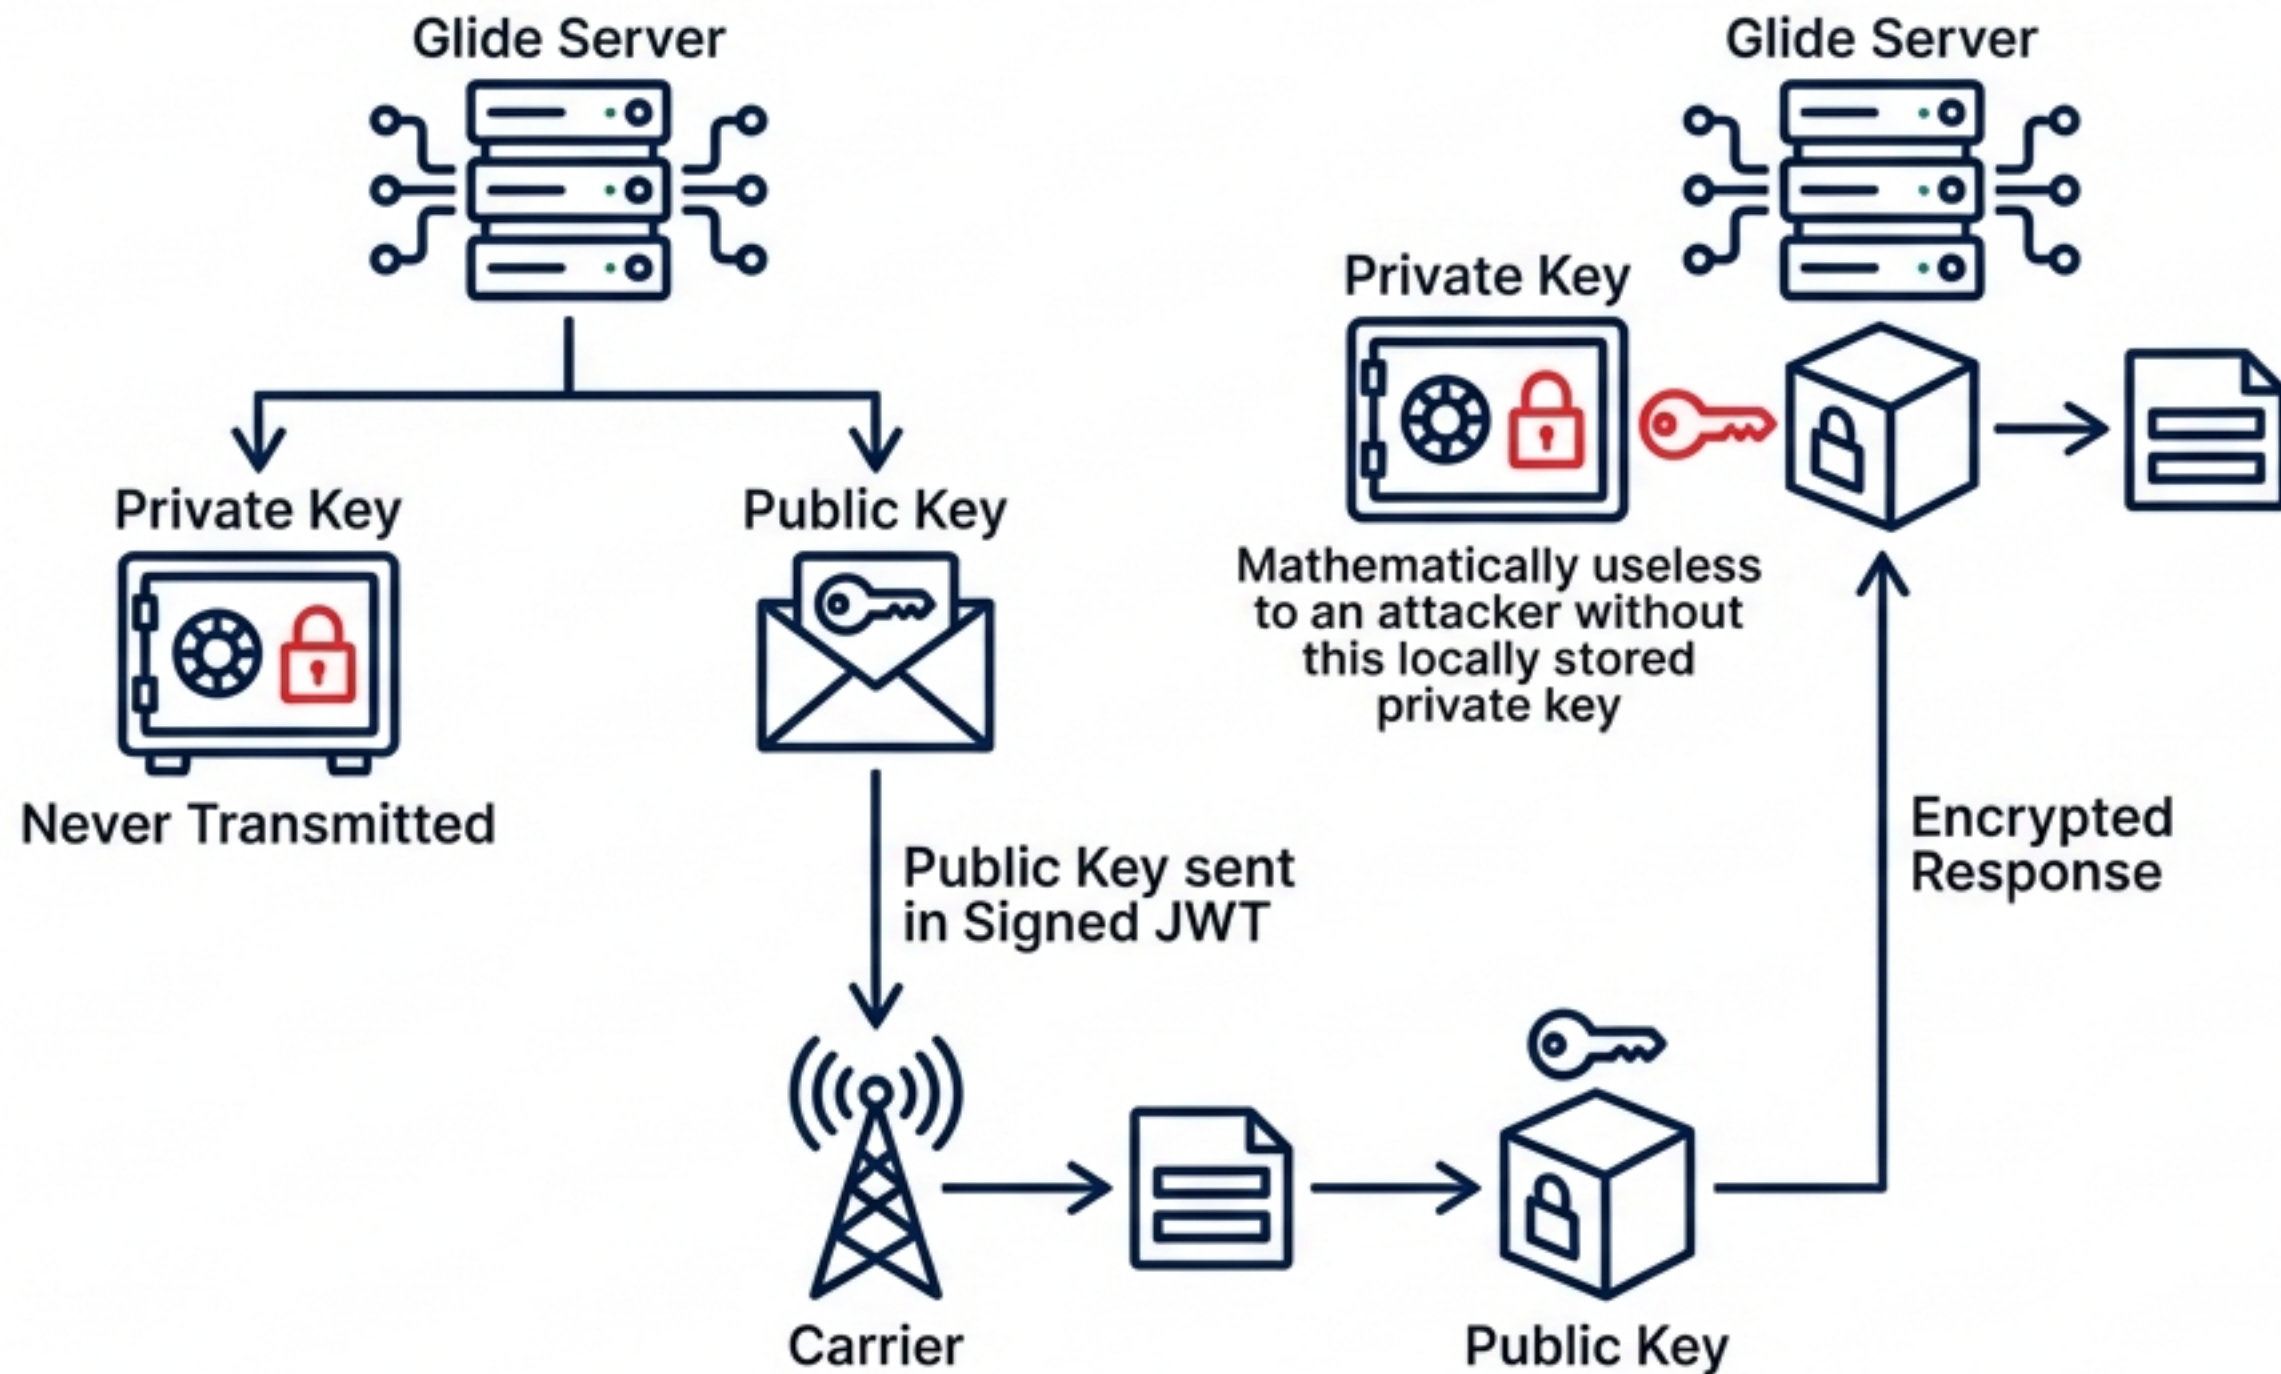 Glide Server
Private Key
Never Transmitted
Public Key
Public Key sent
in Signed JWT
Carrier
Public Key
Encrypted
Response
Glide Server
Private Key
Mathematically useless
to an attacker without
this locally stored
private key